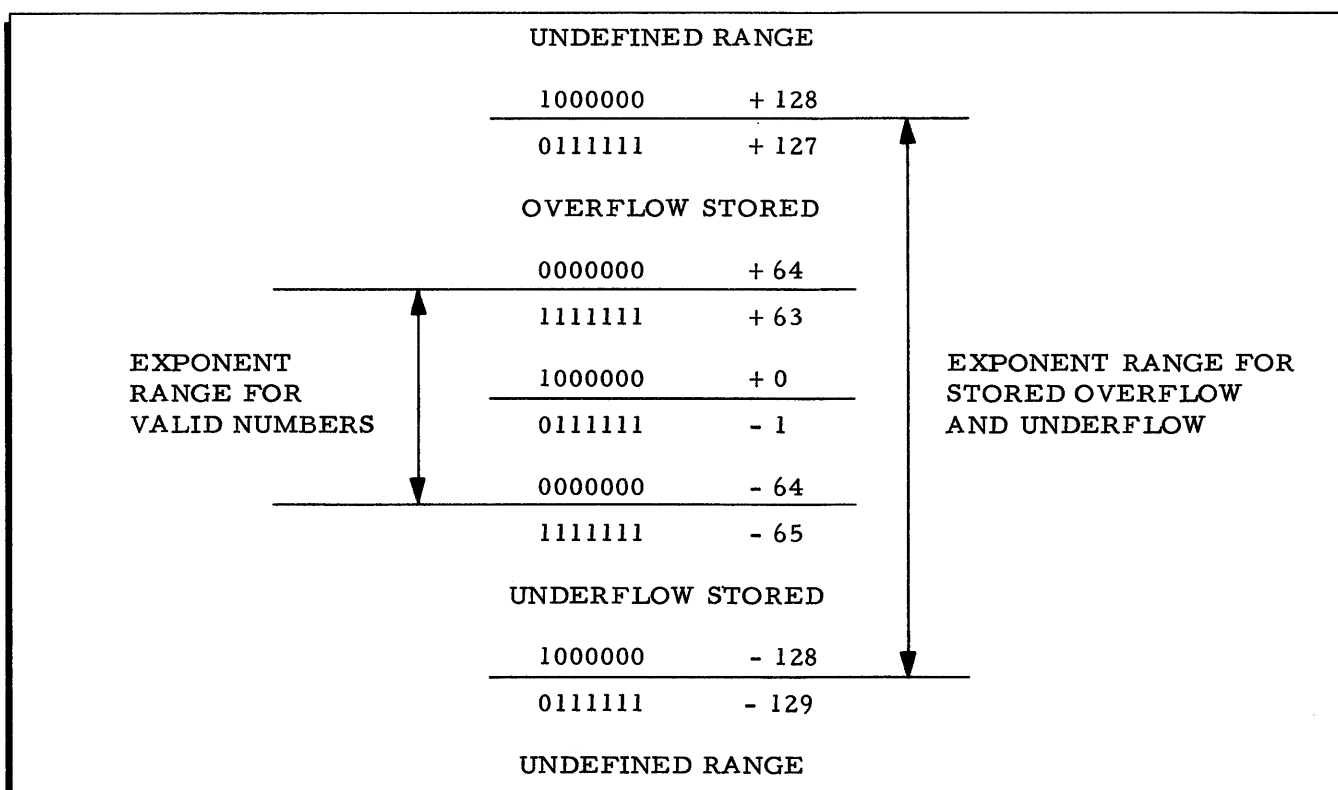 UNDEFINED RANGE
1000000 + 128
0111111 + 127
OVERFLOW STORED
0000000 + 64
1111111 + 63
EXPONENT
RANGE FOR
VALID NUMBERS
1000000 + 0
0111111 - 1
EXPONENT RANGE FOR
STORED OVERFLOW
AND UNDERFLOW
0000000 - 64
1111111 - 65
UNDERFLOW STORED
1000000 - 128
0111111 - 129
UNDEFINED RANGE